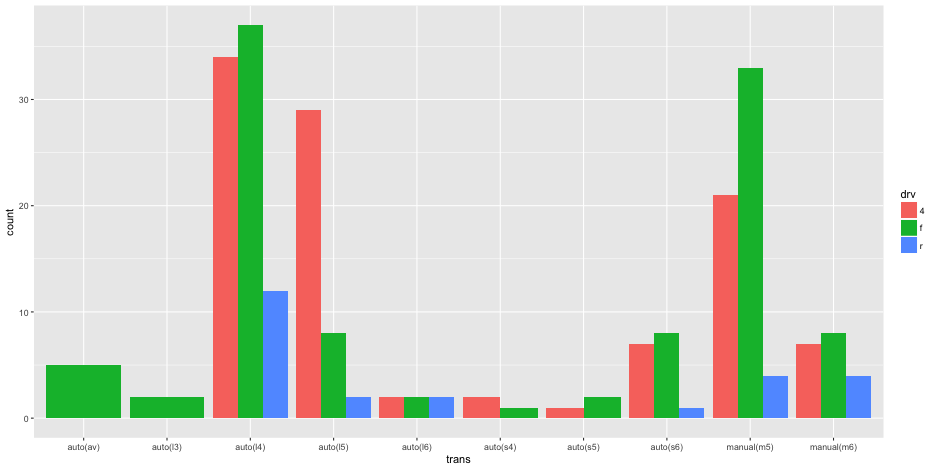 count
30
20
10
0
auto(av) auto(l3) auto(l4) auto(l5) auto(l6) auto(s4) auto(s5) auto(s6) manual(m5) manual(m6)
trans
drv
4
f
r